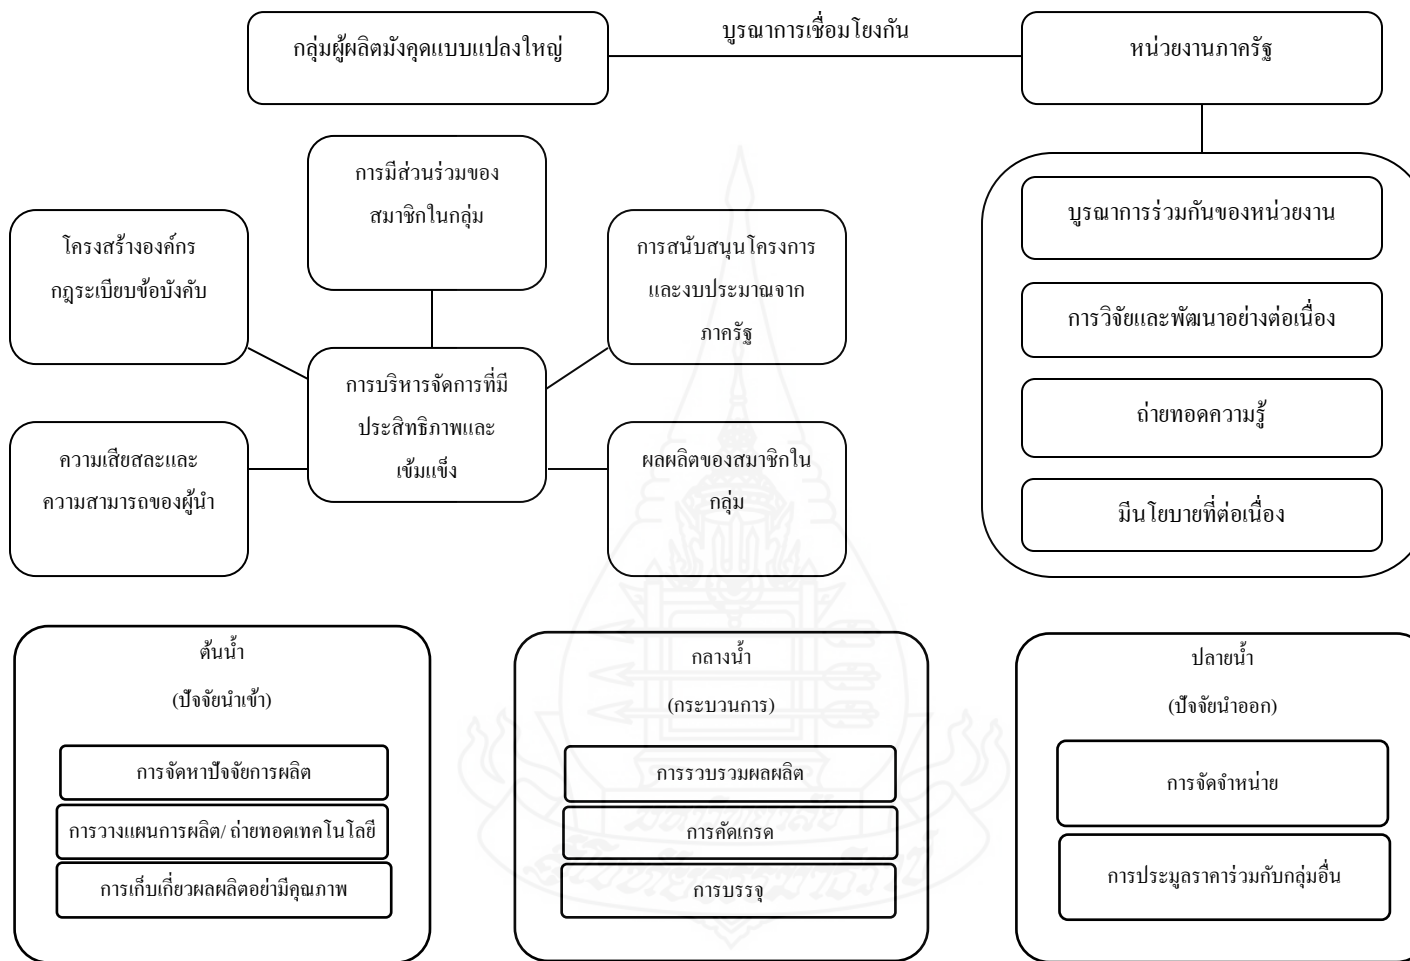 กลุ่มผู้ผลิตมังคุดแบบแปลงใหญ่
บูรณาการเชื่อมโยงกัน
หน่วยงานภาครัฐ
การมีส่วนร่วมของ
สมาชิกในกลุ่ม
โครงสร้างองค์กร
กฎระเบียบข้อบังคับ
การสนับสนุนโครงการ
และงบประมาณจาก
ภาครัฐ
การบริหารจัดการที่มี
ประสิทธิภาพและ
เข้มแข็ง
ความเสียสละและ
ความสามารถของผู้นำ
ผลผลิตของสมาชิกใน
กลุ่ม
บูรณาการร่วมกันของหน่วยงาน
การวิจัยและพัฒนาอย่างต่อเนื่อง
ถ่ายทอดความรู้
มีนโยบายที่ต่อเนื่อง
ต้นน้ำ
(ปัจจัยนำเข้า)
การจัดหาปัจจัยการผลิต
การวางแผนการผลิต/ ถ่ายทอดเทคโนโลยี
การเก็บเกี่ยวผลผลิตอย่ามีคุณภาพ
กลางน้ำ
(กระบวนการ)
การรวบรวมผลผลิต
การคัดเกรด
การบรรจุ
ปลายน้ำ
(ปัจจัยนำออก)
การจัดจำหน่าย
การประมูลราคาร่วมกับกลุ่มอื่น